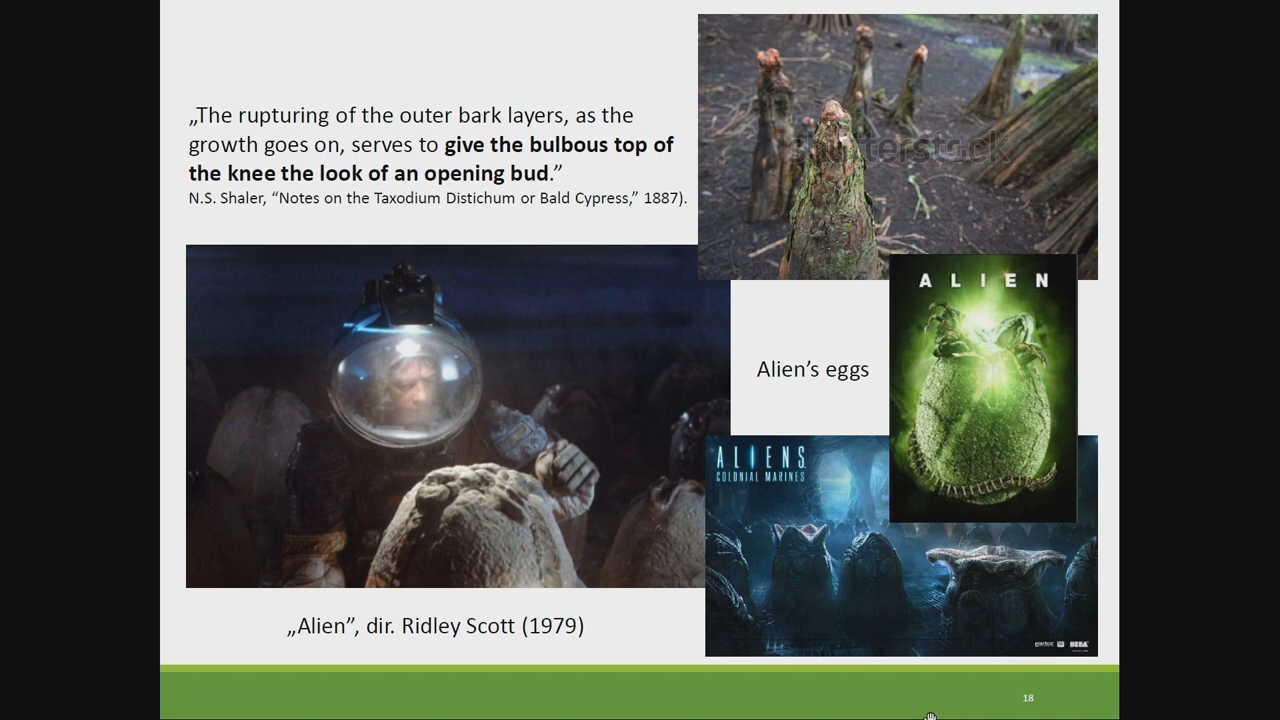 „The rupturing of the outer bark layers, as the
growth goes on, serves to give the bulbous top of
the knee the look of an opening bud.”
N.S. Shaler, “Notes on the Taxodium Distichum or Bald Cypress,” 1887).
shutterstock
ALIEN
Alien’s eggs
ALIENS
COLONIAL MARINES
SEGA
„Alien”, dir. Ridley Scott (1979)
18